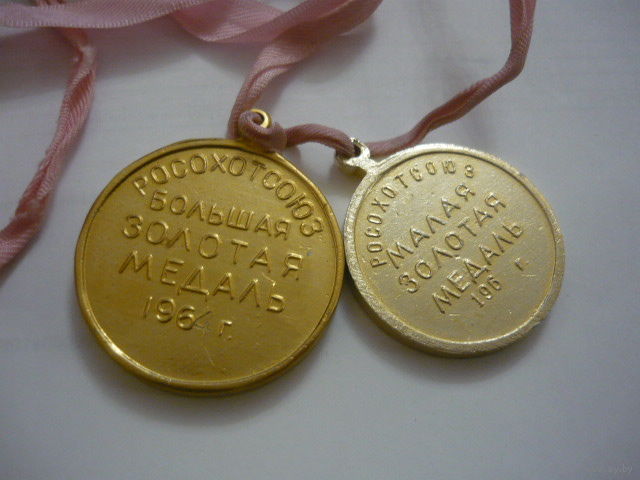 РОСОХОТСОЮЗ
БОЛЬШАЯ
ЗОЛОТАЯ
МЕДАЛЬ
1964 г.
РОСОХОТСОЮЗ
МАЛАЯ
ЗОЛОТАЯ
МЕДАЛЬ
196 г.